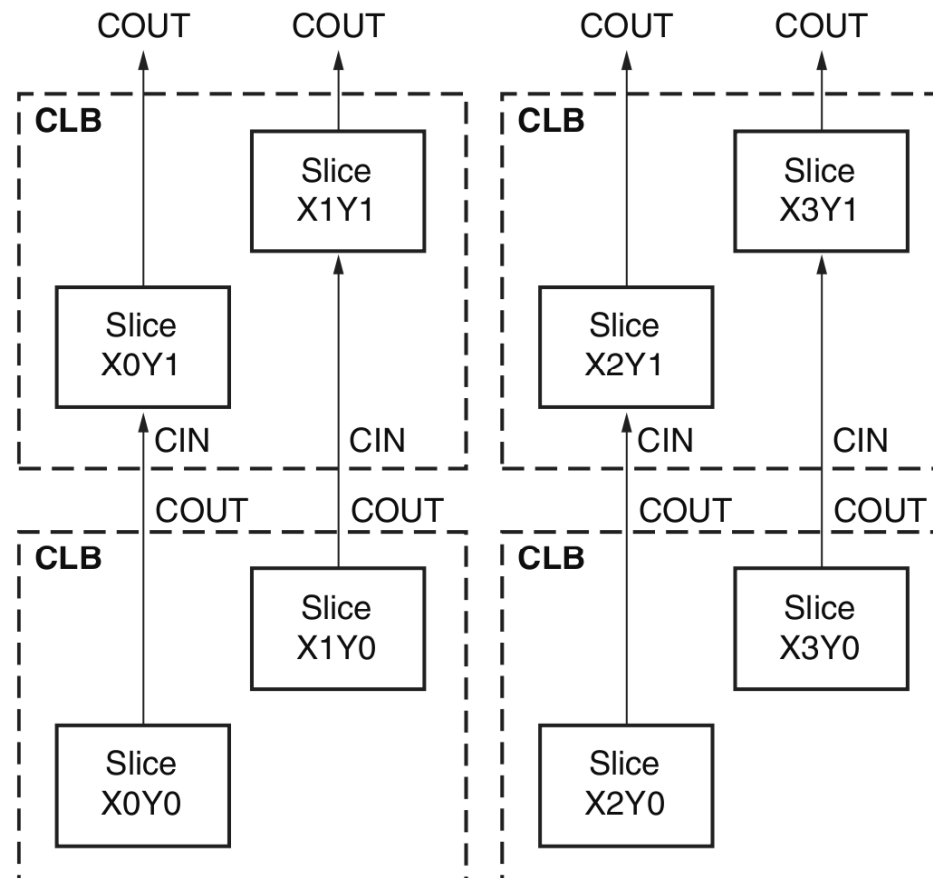 COUT
COUT
COUT
COUT
CLB
Slice
X1Y1
Slice
X0Y1
CIN
CIN
CLB
Slice
X3Y1
Slice
X2Y1
CIN
CIN
COUT
COUT
COUT
COUT
CLB
Slice
X1Y0
Slice
X0Y0
CLB
Slice
X3Y0
Slice
X2Y0